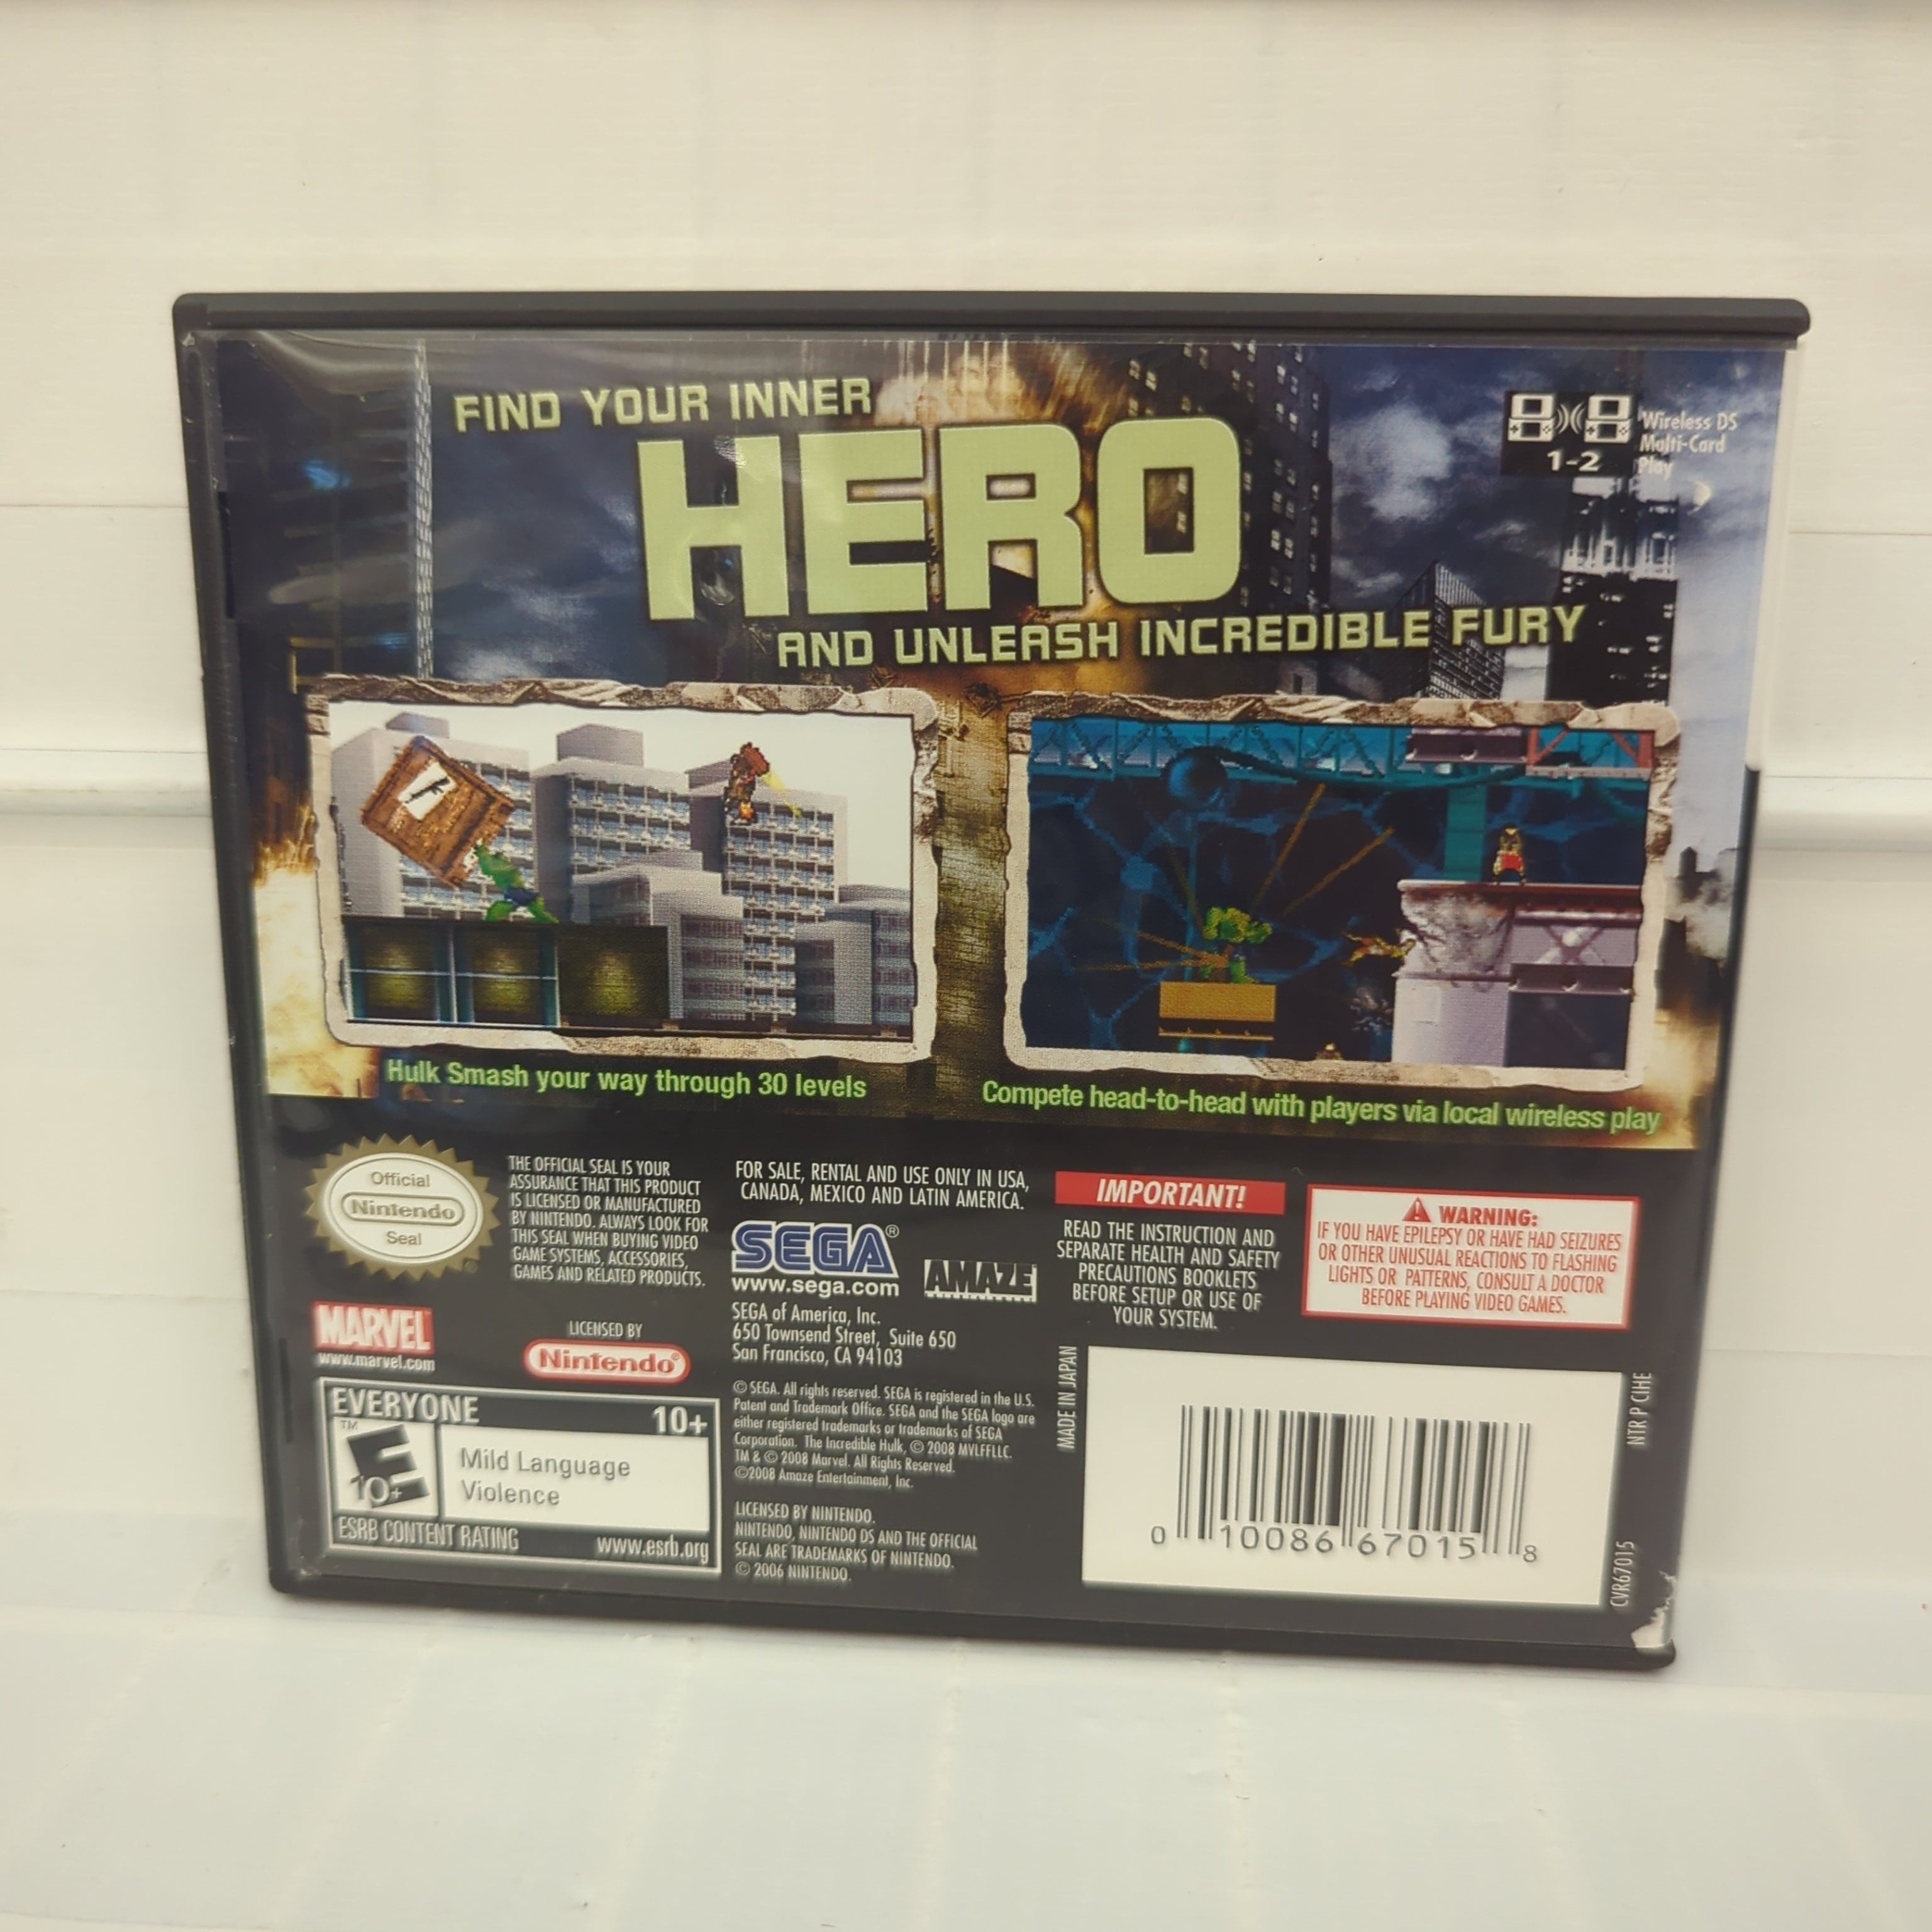 FIND YOUR INNER
HERO
AND UNLEASH INCREDIBLE FURY
1-2
Wireless DS
Multi-Card
Play
Hulk Smash your way through 30 levels
Compete head-to-head with players via local wireless play
Official
Nintendo
Seal
THE OFFICIAL SEAL IS YOUR
ASSURANCE THAT THIS PRODUCT
IS LICENSED OR MANUFACTURED
BY NINTENDO. ALWAYS LOOK FOR
THIS SEAL WHEN BUYING VIDEO
GAME SYSTEMS, ACCESSORIES,
GAMES AND RELATED PRODUCTS.
MARVEL
www.marvel.com
LICENSED BY
Nintendo®
EVERYONE 10+
TM
E
10+
Mild Language
Violence
ESRB CONTENT RATING www.esrb.org
FOR SALE, RENTAL AND USE ONLY IN USA,
CANADA, MEXICO AND LATIN AMERICA.
SEGA®
www.sega.com
AMAZE
SEGA of America, Inc.
650 Townsend Street, Suite 650
San Francisco, CA 94103
© SEGA. All rights reserved. SEGA is registered in the U.S.
Patent and Trademark Office. SEGA and the SEGA logo are
either registered trademarks or trademarks of SEGA
Corporation. The Incredible Hulk, © 2008 MVLFFLLC.
TM & © 2008 Marvel. All Rights Reserved.
©2008 Amaze Entertainment, Inc.
LICENSED BY NINTENDO.
NINTENDO, NINTENDO DS AND THE OFFICIAL
SEAL ARE TRADEMARKS OF NINTENDO.
© 2006 NINTENDO.
IMPORTANT!
READ THE INSTRUCTION AND
SEPARATE HEALTH AND SAFETY
PRECAUTIONS BOOKLETS
BEFORE SETUP OR USE OF
YOUR SYSTEM.
WARNING:
IF YOU HAVE EPILEPSY OR HAVE HAD SEIZURES
OR OTHER UNUSUAL REACTIONS TO FLASHING
LIGHTS OR PATTERNS, CONSULT A DOCTOR
BEFORE PLAYING VIDEO GAMES.
MADE IN JAPAN
0 10086 67015 8
NTR P CIHE
CVR67015